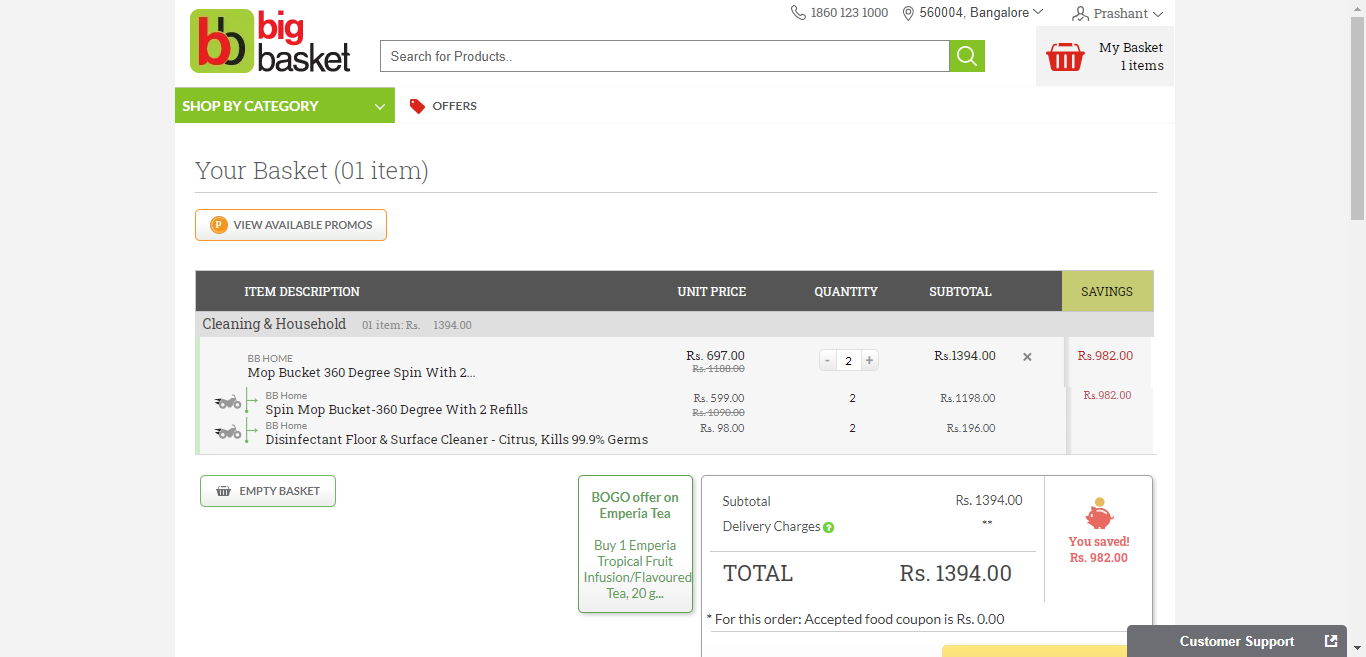 1860 123 1000 560004, Bangalore Prashant
bb big basket
Search for Products..
My Basket
1 items
SHOP BY CATEGORY OFFERS
Your Basket (01 item)
P VIEW AVAILABLE PROMOS
ITEM DESCRIPTION UNIT PRICE QUANTITY SUBTOTAL SAVINGS
Cleaning & Household 01 item: Rs. 1394.00
BB HOME
Mop Bucket 360 Degree Spin With 2... Rs. 697.00 - 2 + Rs.1394.00 × Rs.982.00
Rs. 1188.00
BB Home
Spin Mop Bucket-360 Degree With 2 Refills Rs. 599.00 2 Rs.1198.00 Rs.982.00
Rs. 1090.00
BB Home
Disinfectant Floor & Surface Cleaner - Citrus, Kills 99.9% Germs Rs. 98.00 2 Rs.196.00
EMPTY BASKET
BOGO offer on
Emperia Tea
Buy 1 Emperia
Tropical Fruit
Infusion/Flavoured
Tea, 20 g...
Subtotal Rs. 1394.00
Delivery Charges ? **
TOTAL Rs. 1394.00
You saved!
Rs. 982.00
* For this order: Accepted food coupon is Rs. 0.00
Customer Support